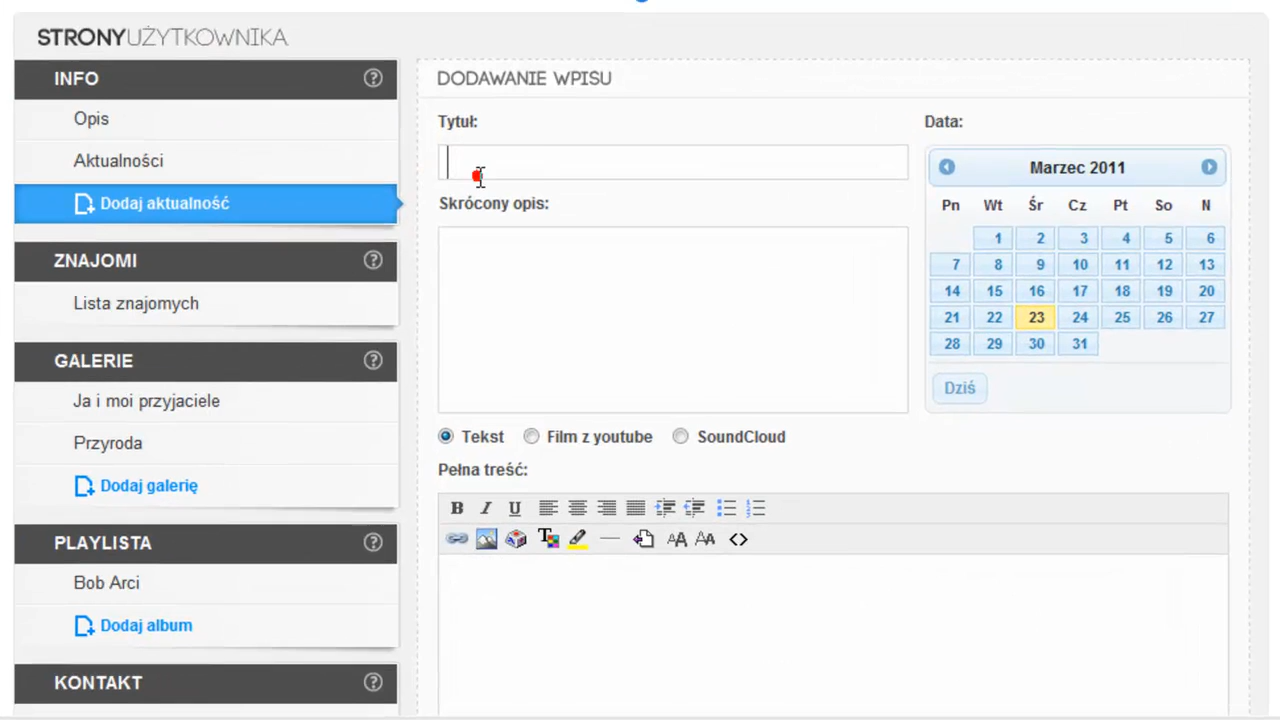 STRONYUŻYTKOWNIKA
INFO
Opis
Aktualności
Dodaj aktualność
ZNAJOMI
Lista znajomych
GALERIE
Ja i moi przyjaciele
Przyroda
Dodaj galerię
PLAYLISTA
Bob Arci
Dodaj album
KONTAKT
DODAWANIE WPISU
Tytuł:
Skrócony opis:
Tekst Film z youtube SoundCloud
Pełna treść:
B I U
Data:
Marzec 2011
Pn Wt Śr Cz Pt So N
1 2 3 4 5 6
7 8 9 10 11 12 13
14 15 16 17 18 19 20
21 22 23 24 25 26 27
28 29 30 31
Dziś